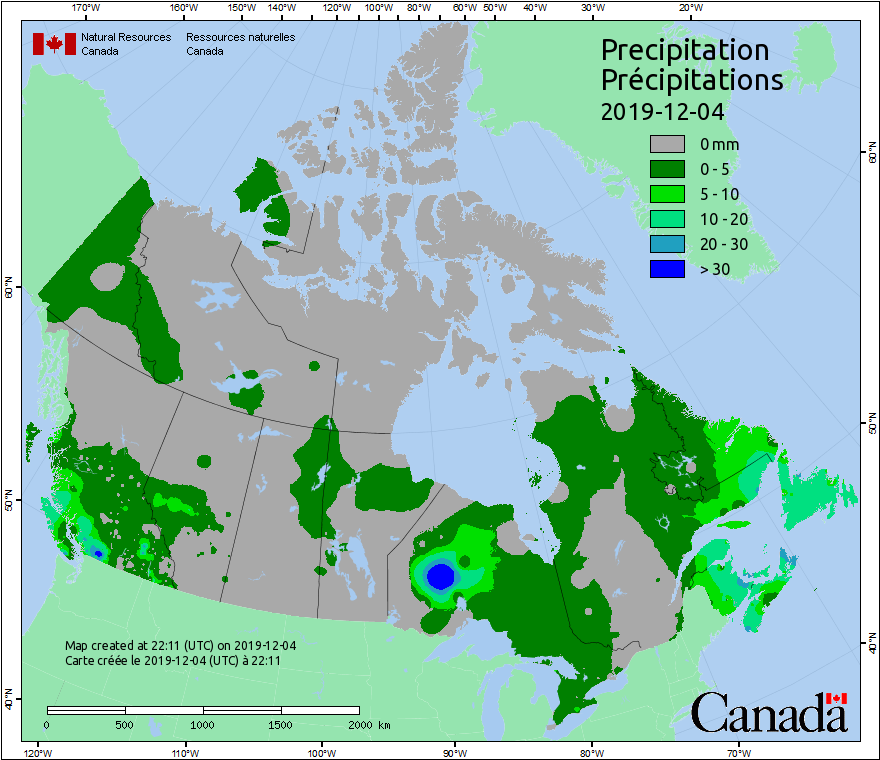 170°W 160°W 150°W 140°W 130°W 120°W 110°W 100°W 90°W 80°W 60°W 50°W 40°W 30°W 20°W
Natural Resources Ressources naturelles
Canada Canada
Precipitation
Précipitations
2019-12-04
0 mm
0 - 5
5 - 10
10 - 20
20 - 30
> 30
60°N
50°N
40°N
60°N
50°N
40°N
Map created at 22:11 (UTC) on 2019-12-04
Carte créée le 2019-12-04 (UTC) à 22:11
0 500 1000 1500 2000 km
Canada
120°W 110°W 100°W 90°W 80°W 70°W